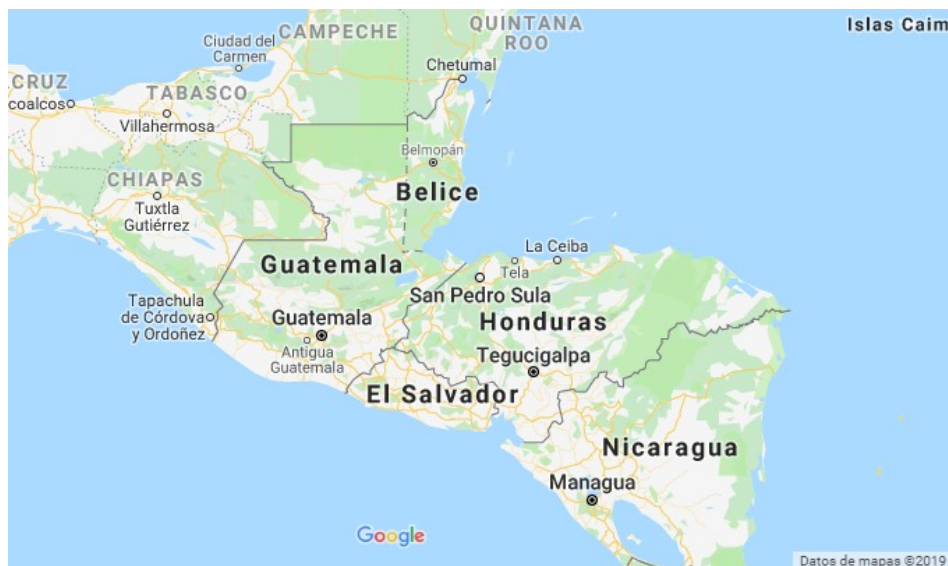 QUINTANA
ROO
Islas Caim
CAMPECHE
Ciudad del
Carmen
Chetumal
CRUZ
coalcos
TABASCO
Villahermosa
Belmopán
CHIAPAS
Belice
Tuxtla
Gutiérrez
La Ceiba
Guatemala
Tela
San Pedro Sula
Tapachula
de Córdova
y Ordoñez
Guatemala
Honduras
Antigua
Guatemala
Tegucigalpa
El Salvador
Nicaragua
Managua
Google
Datos de mapas ©2019